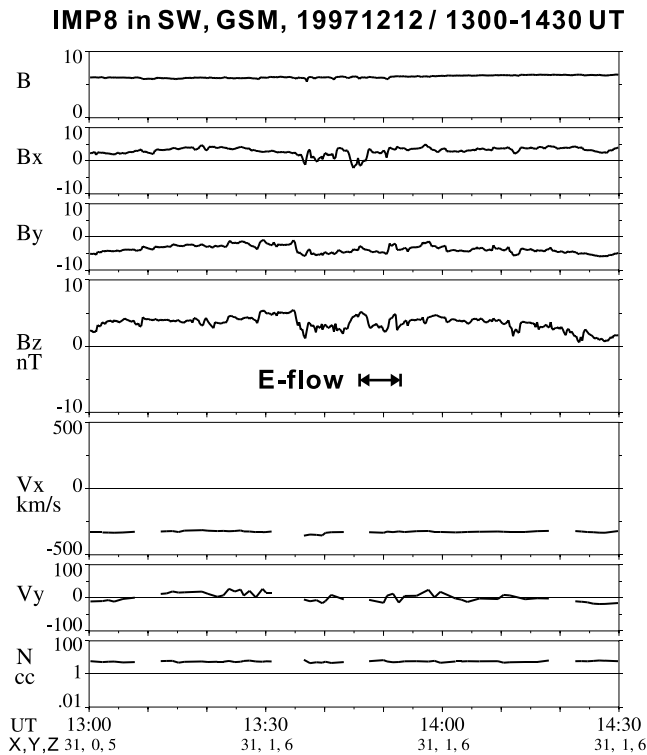 IMP8 in SW, GSM, 19971212 / 1300-1430 UT
10
B
0
10
Bx
0
-10
10
By
0
-10
10
Bz
nT
0
E-flow
-10
500
Vx
km/s
0
-500
100
Vy
0
-100
100
N
cc
1
.01
UT 13:00 13:30 14:00 14:30
X,Y,Z 31, 0, 5 31, 1, 6 31, 1, 6 31, 1, 6